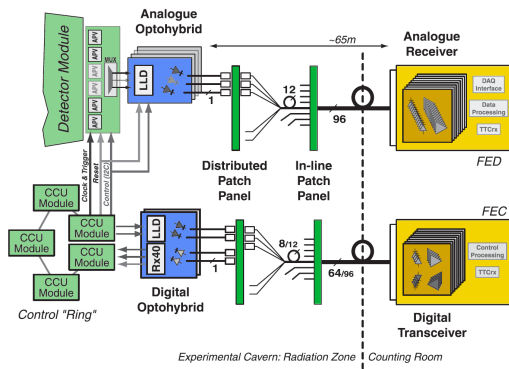 Analogue
Optohybrid
~65m
Analogue
Receiver
Detector Module
APV
APV
APV
APV
APV
APV
MUX
LLD
1
12
96
DAQ
Interface
Data
Processing
TTCrx
FED
Distributed
Patch
Panel
In-line
Patch
Panel
Clock & Trigger
Reset
Control (I2C)
CCU
Module
CCU
Module
CCU
Module
CCU
Module
CCU
Module
Control "Ring"
LLD
Rx40
1
8/12
64/96
FEC
Control
Processing
TTCrx
Digital
Optohybrid
Digital
Transceiver
Experimental Cavern: Radiation Zone
Counting Room